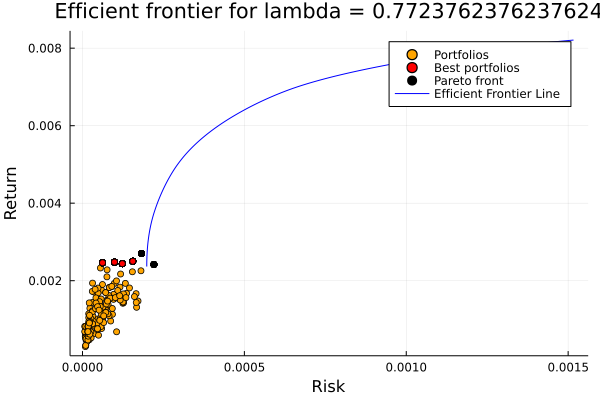 Efficient frontier for lambda = 0.7723762376237624
0.008
0.006
0.004
0.002
Return
Portfolios
Best portfolios
Pareto front
Efficient Frontier Line
0.0000
0.0005
0.0010
0.0015
Risk